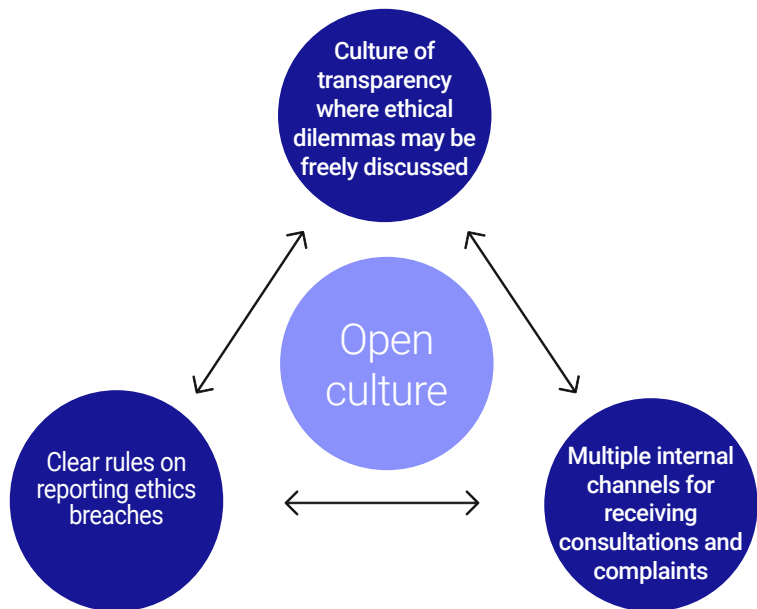 Culture of
transparency
where ethical
dilemmas may be
freely discussed
Open
culture
Clear rules on
reporting ethics
breaches
Multiple internal
channels for
receiving
consultations and
complaints